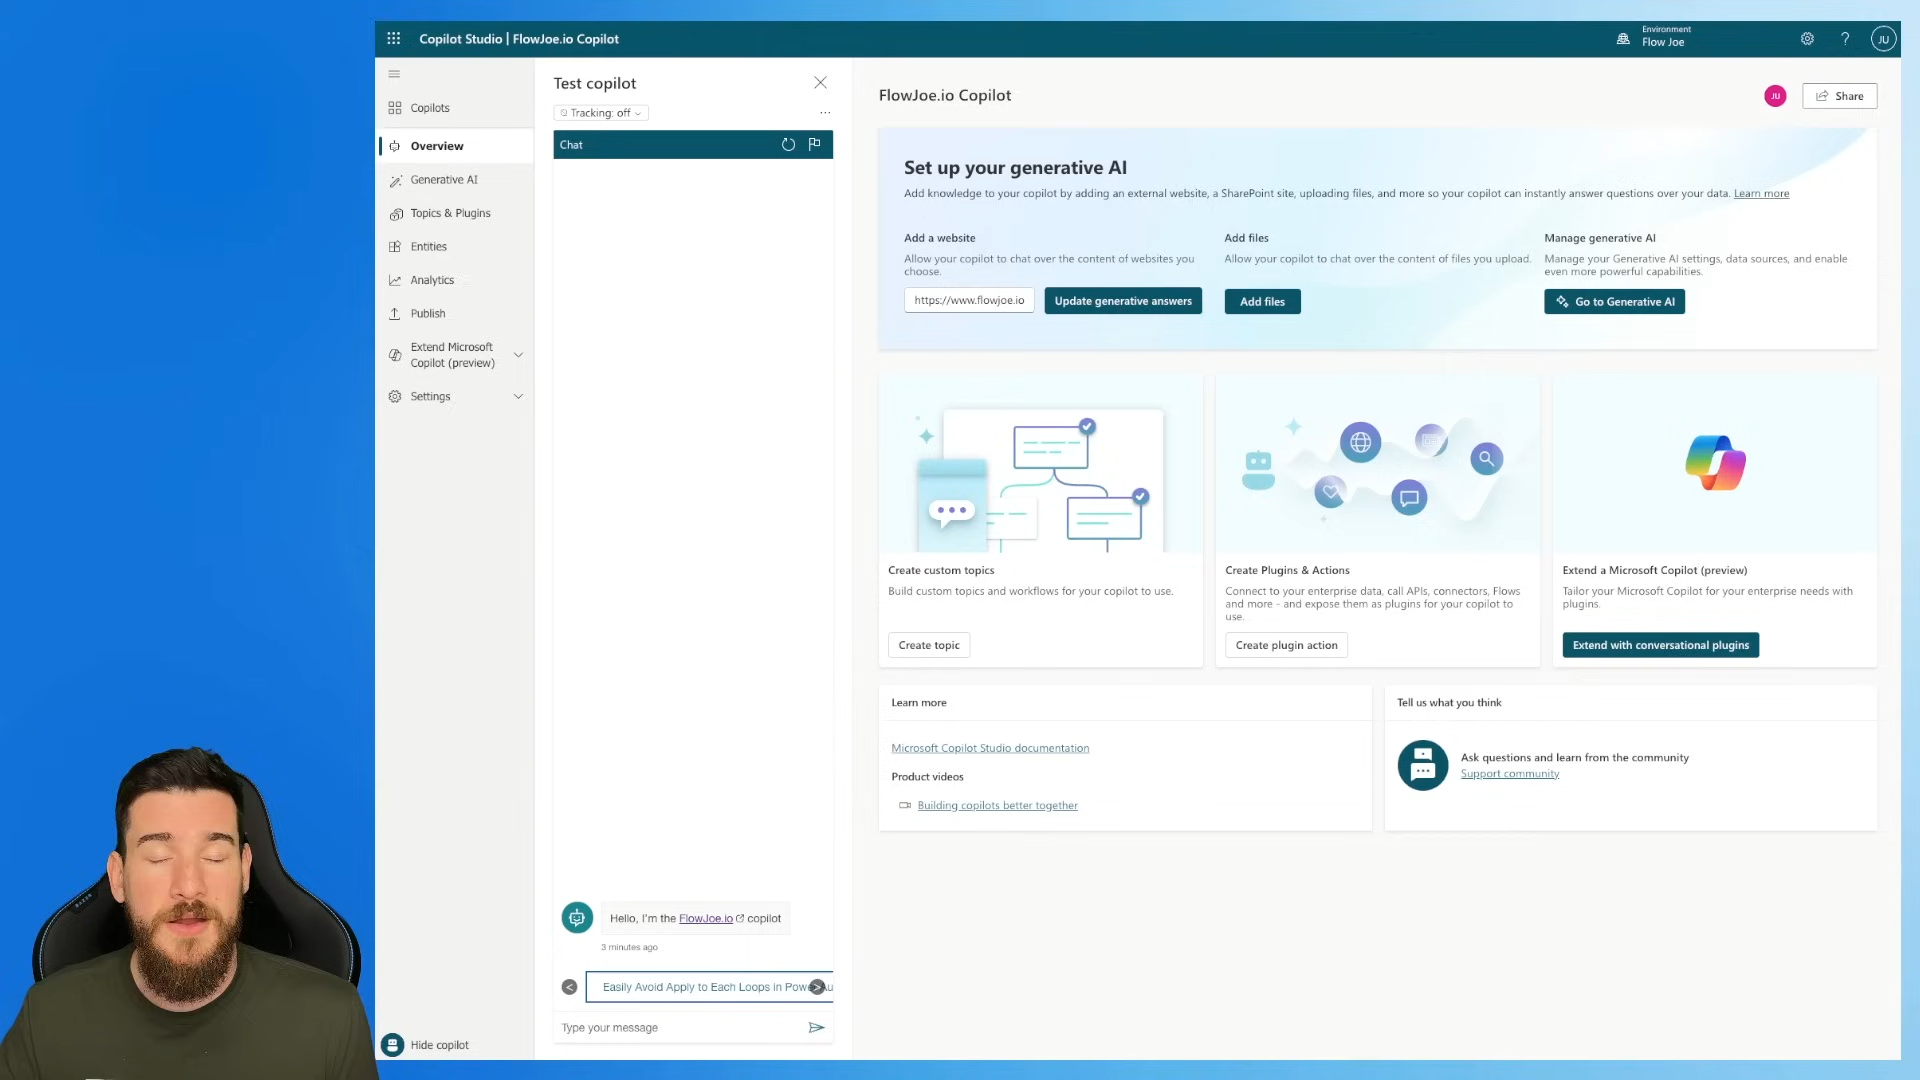 Copilot Studio | FlowJoe.io Copilot
Environment
Flow Joe
JU
Copilots
Overview
Generative AI
Topics & Plugins
Entities
Analytics
Publish
Extend Microsoft
Copilot (preview)
Settings
Hide copilot
Test copilot
Tracking: off
Chat
Hello, I'm the FlowJoe.io copilot
3 minutes ago
Easily Avoid Apply to Each Loops in Powe
Type your message
FlowJoe.io Copilot
JU
Share
Set up your generative AI
Add knowledge to your copilot by adding an external website, a SharePoint site, uploading files, and more so your copilot can instantly answer questions over your data. Learn more
Add a website
Allow your copilot to chat over the content of websites you
choose.
https://www.flowjoe.io
Update generative answers
Add files
Allow your copilot to chat over the content of files you upload.
Add files
Manage generative AI
Manage your Generative AI settings, data sources, and enable
even more powerful capabilities.
Go to Generative AI
Create custom topics
Build custom topics and workflows for your copilot to use.
Create topic
Create Plugins & Actions
Connect to your enterprise data, call APIs, connectors, Flows
and more - and expose them as plugins for your copilot to
use.
Create plugin action
Extend a Microsoft Copilot (preview)
Tailor your Microsoft Copilot for your enterprise needs with
plugins.
Extend with conversational plugins
Learn more
Microsoft Copilot Studio documentation
Product videos
Building copilots better together
Tell us what you think
Ask questions and learn from the community
Support community